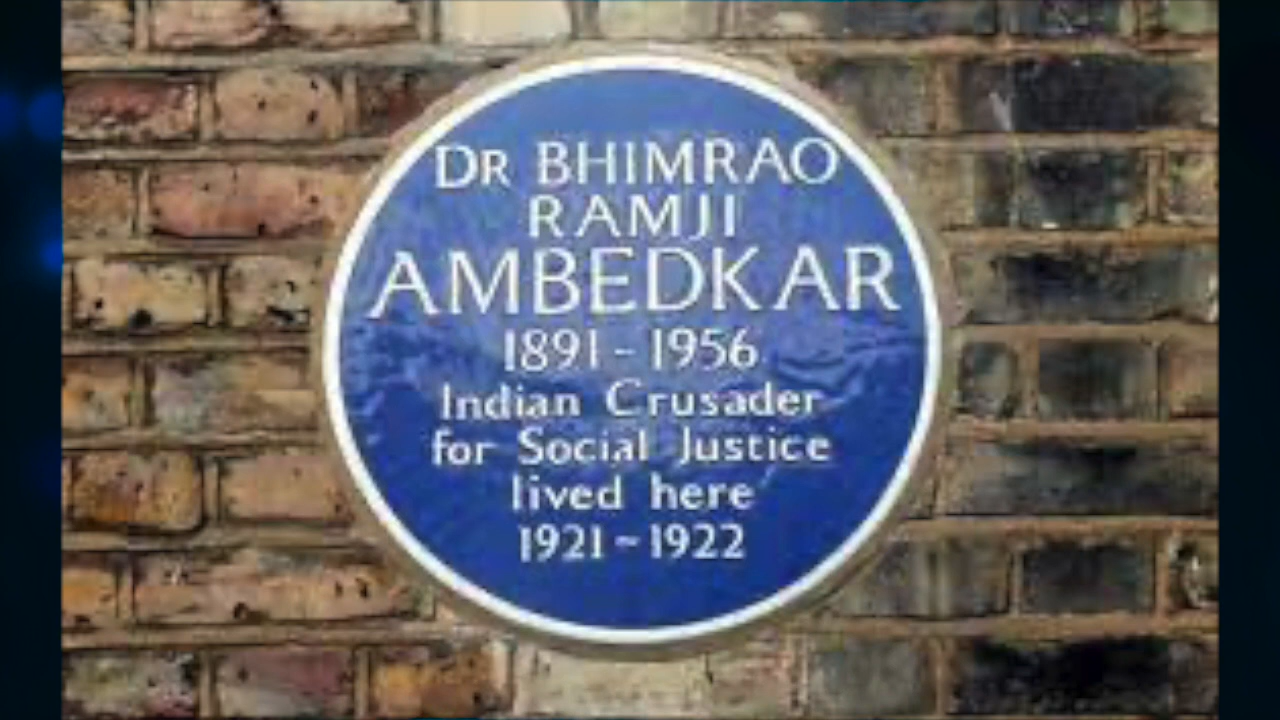 DR BHIMRAO
RAMJI
AMBEDKAR
1891-1956
Indian Crusader
for Social Justice
lived here
1921~1922